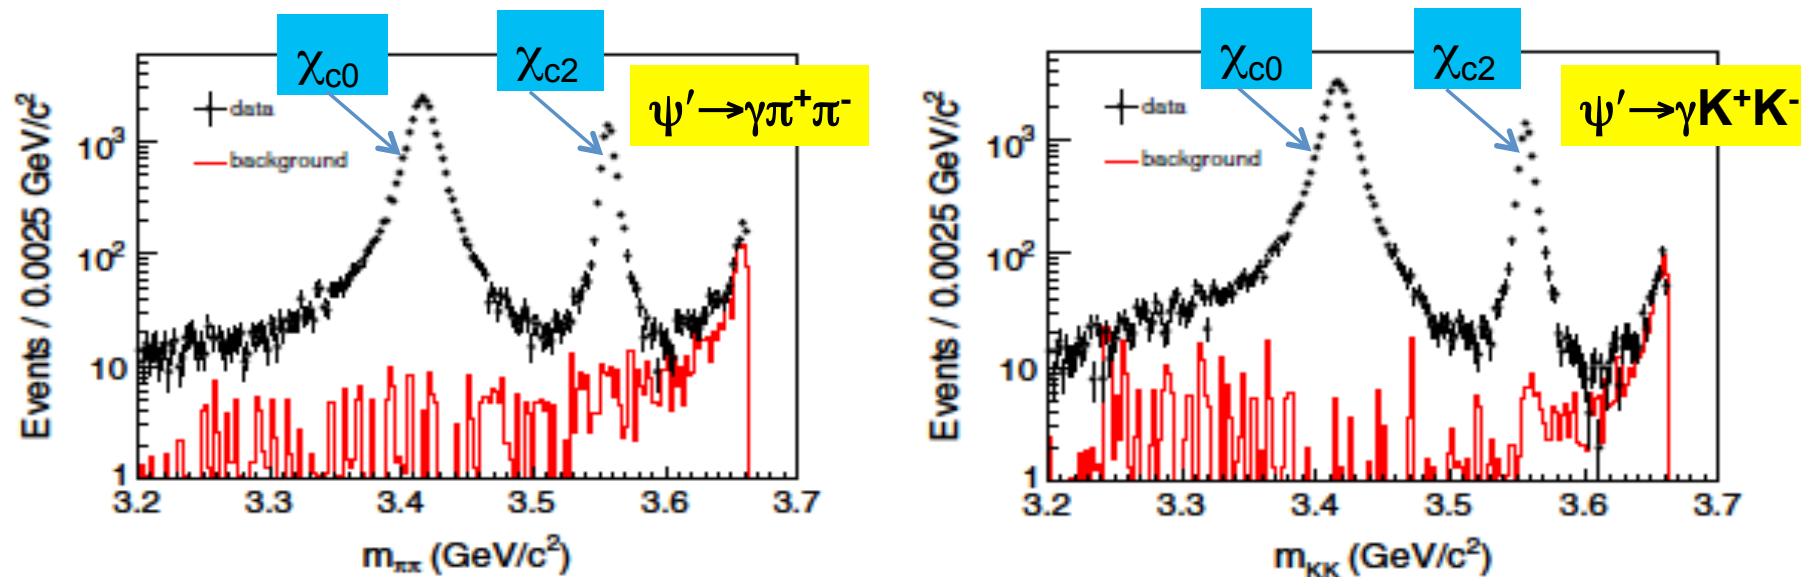 χc0
χc2
ψ′→γπ+π-
data
background
Events / 0.0025 GeV/c2
103
102
10
1
3.2 3.3 3.4 3.5 3.6 3.7
mππ (GeV/c2)
χc0
χc2
ψ′→γK+K-
data
background
Events / 0.0025 GeV/c2
103
102
10
1
3.2 3.3 3.4 3.5 3.6 3.7
mKK (GeV/c2)